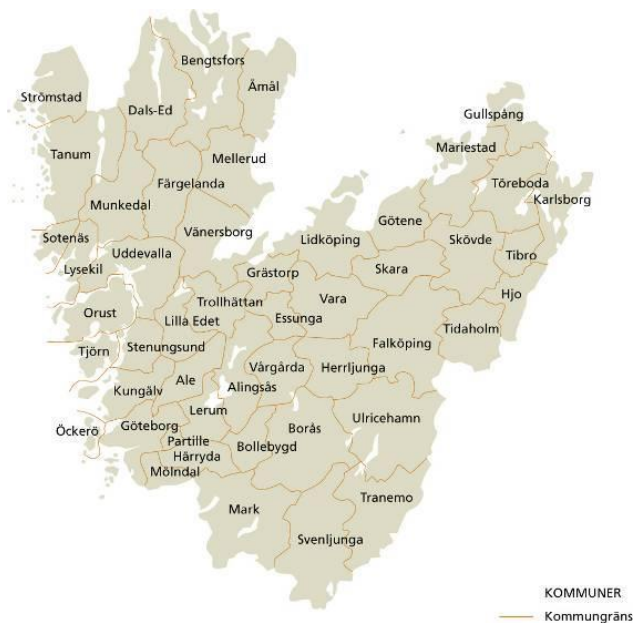 Bengtsfors
Åmål
Strömstad
Dals-Ed
Gullspång
Mariestad
Tanum
Mellerud
Färgelanda
Töreboda
Karlsborg
Munkedal
Götene
Vänersborg
Sotenäs
Lidköping
Skövde
Uddevalla
Tibro
Lysekil
Grästorp
Skara
Hjo
Trollhättan
Vara
Orust
Lilla Edet
Essunga
Tidaholm
Falköping
Tjörn
Stenungsund
Vårgårda
Herrljunga
Ale
Kungälv
Alingsås
Lerum
Ulricehamn
Göteborg
Borås
Öckerö
Partille
Bollebygd
Härryda
Mölndal
Tranemo
Mark
Svenljunga
KOMMUNER
Kommungräns